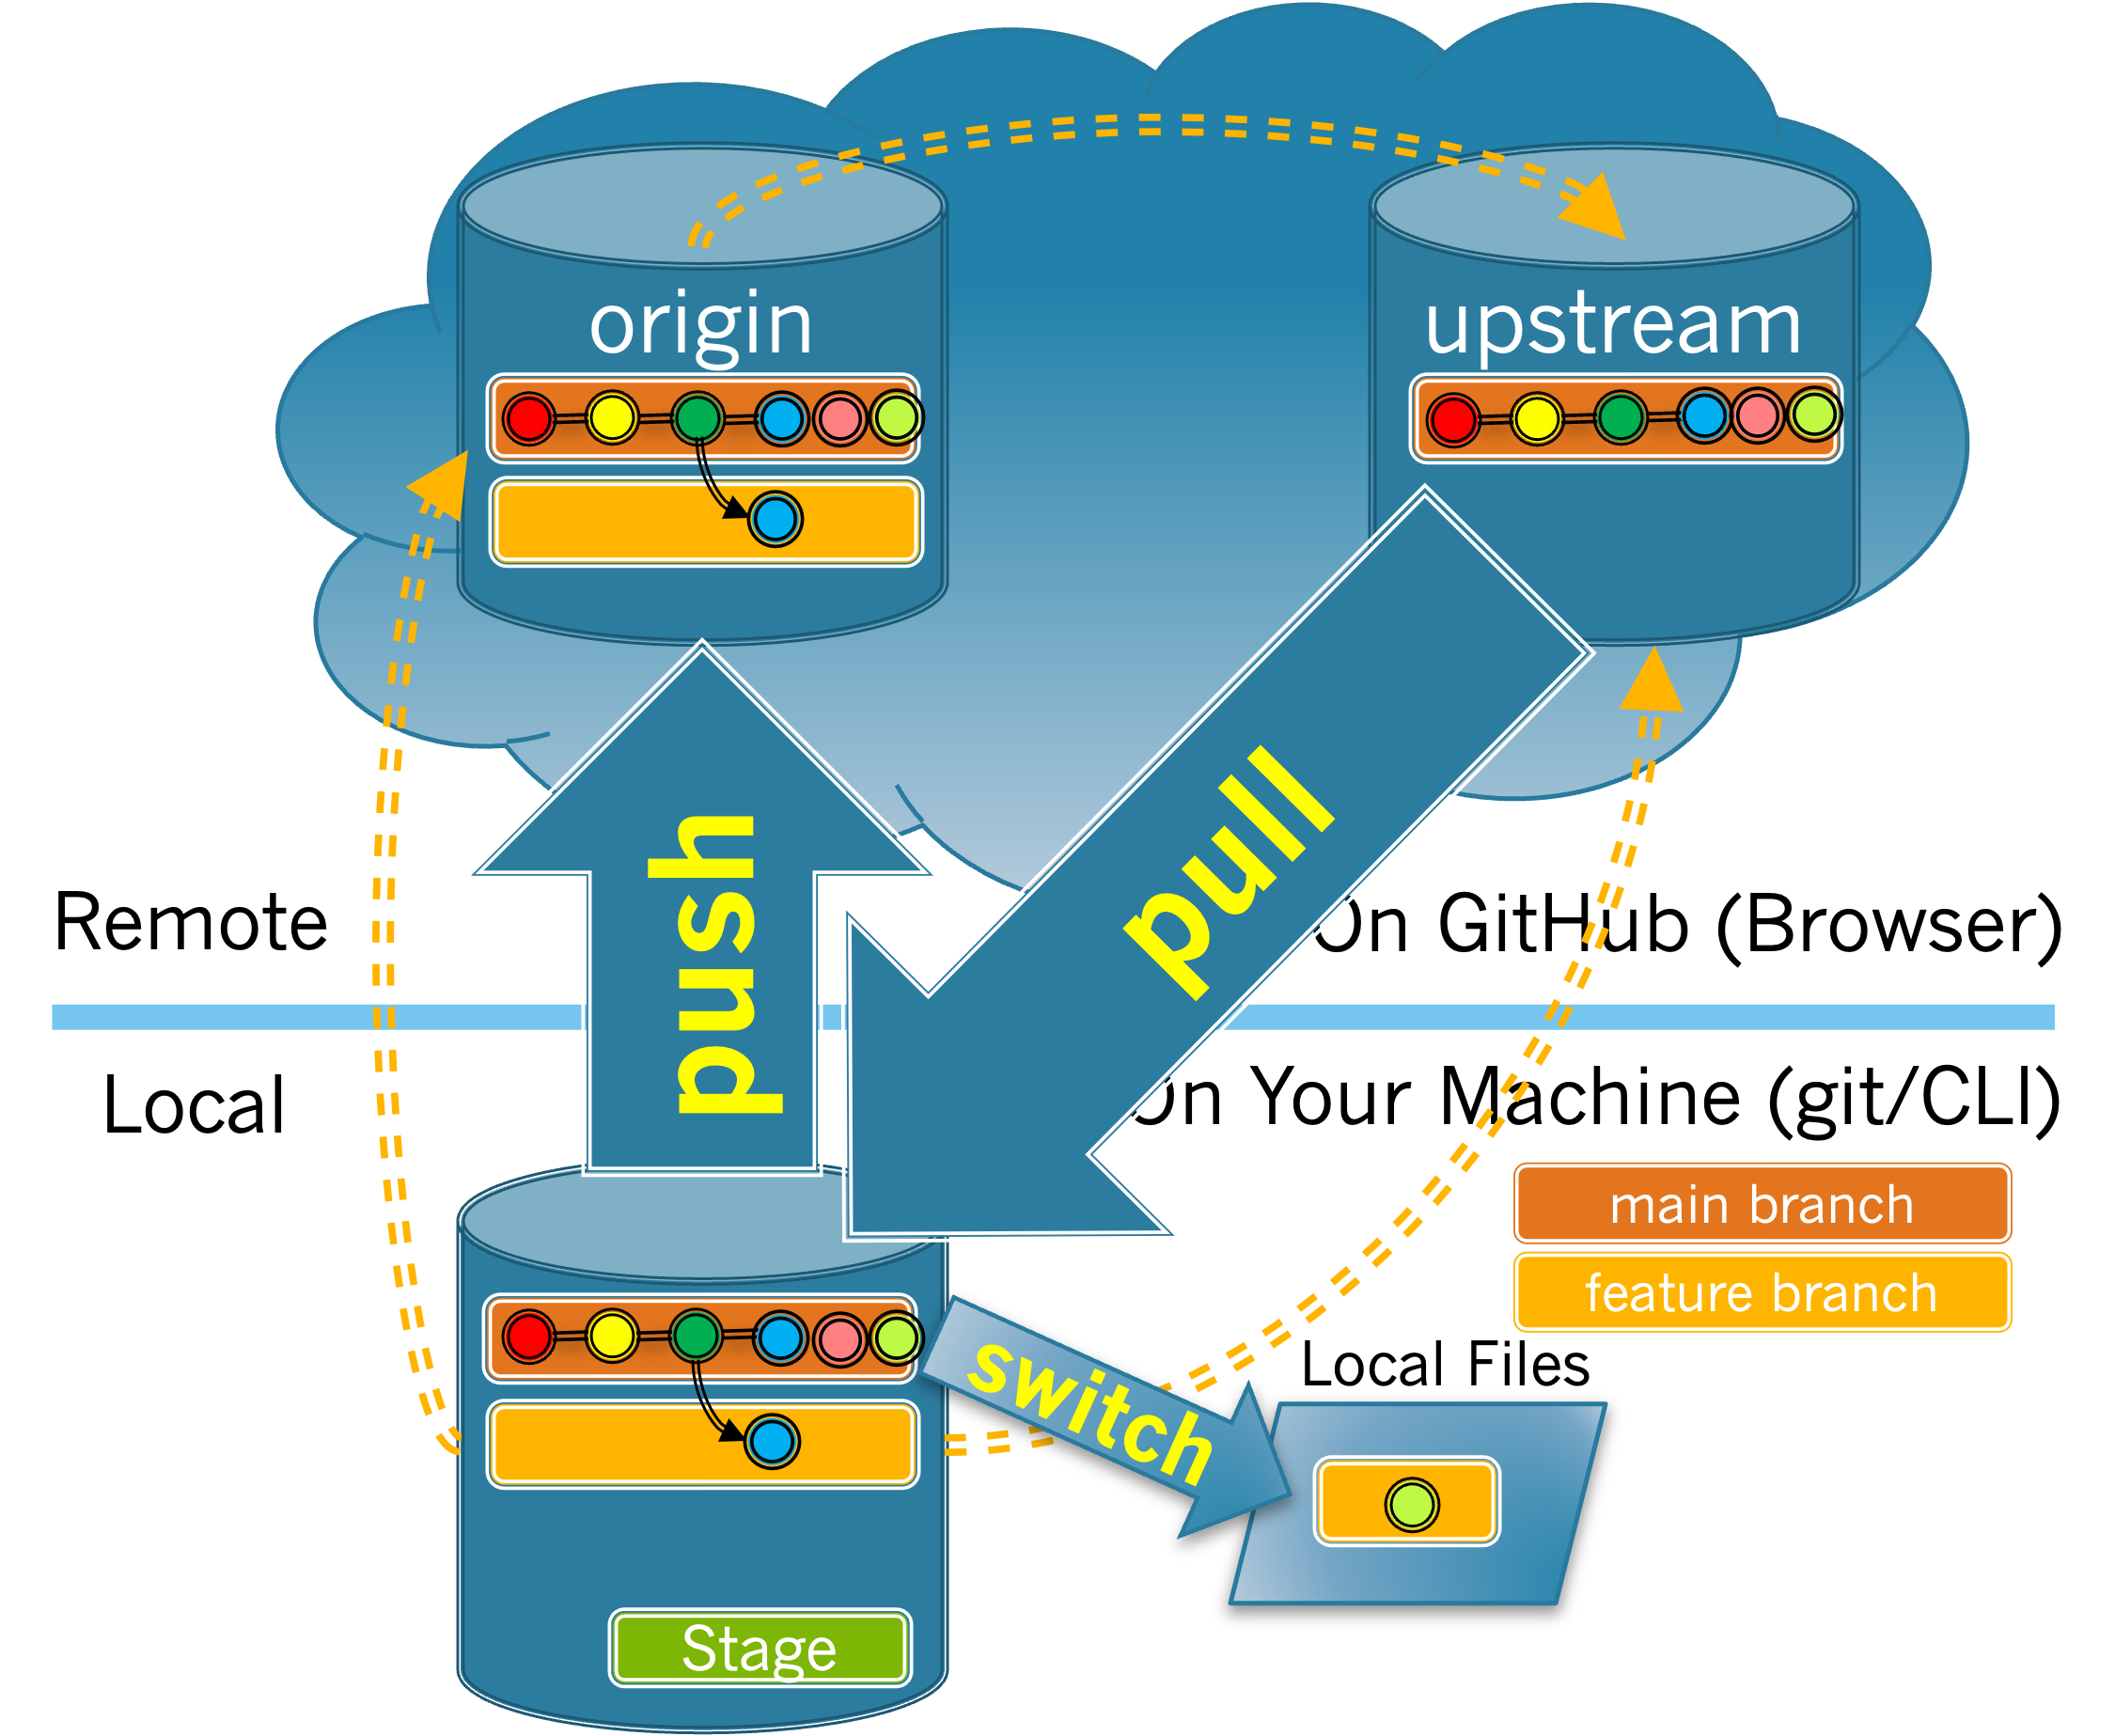 origin
upstream
push
pull
Remote
On GitHub (Browser)
Local
On Your Machine (git/CLI)
main branch
feature branch
switch
Local Files
Stage